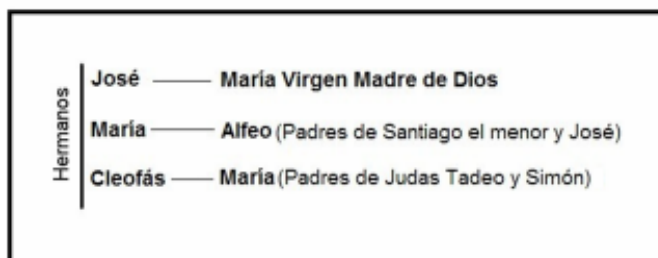 Hermanos
José María Virgen Madre de Dios
María Alfeo (Padres de Santiago el menor y José)
Cleofás María (Padres de Judas Tadeo y Simón)